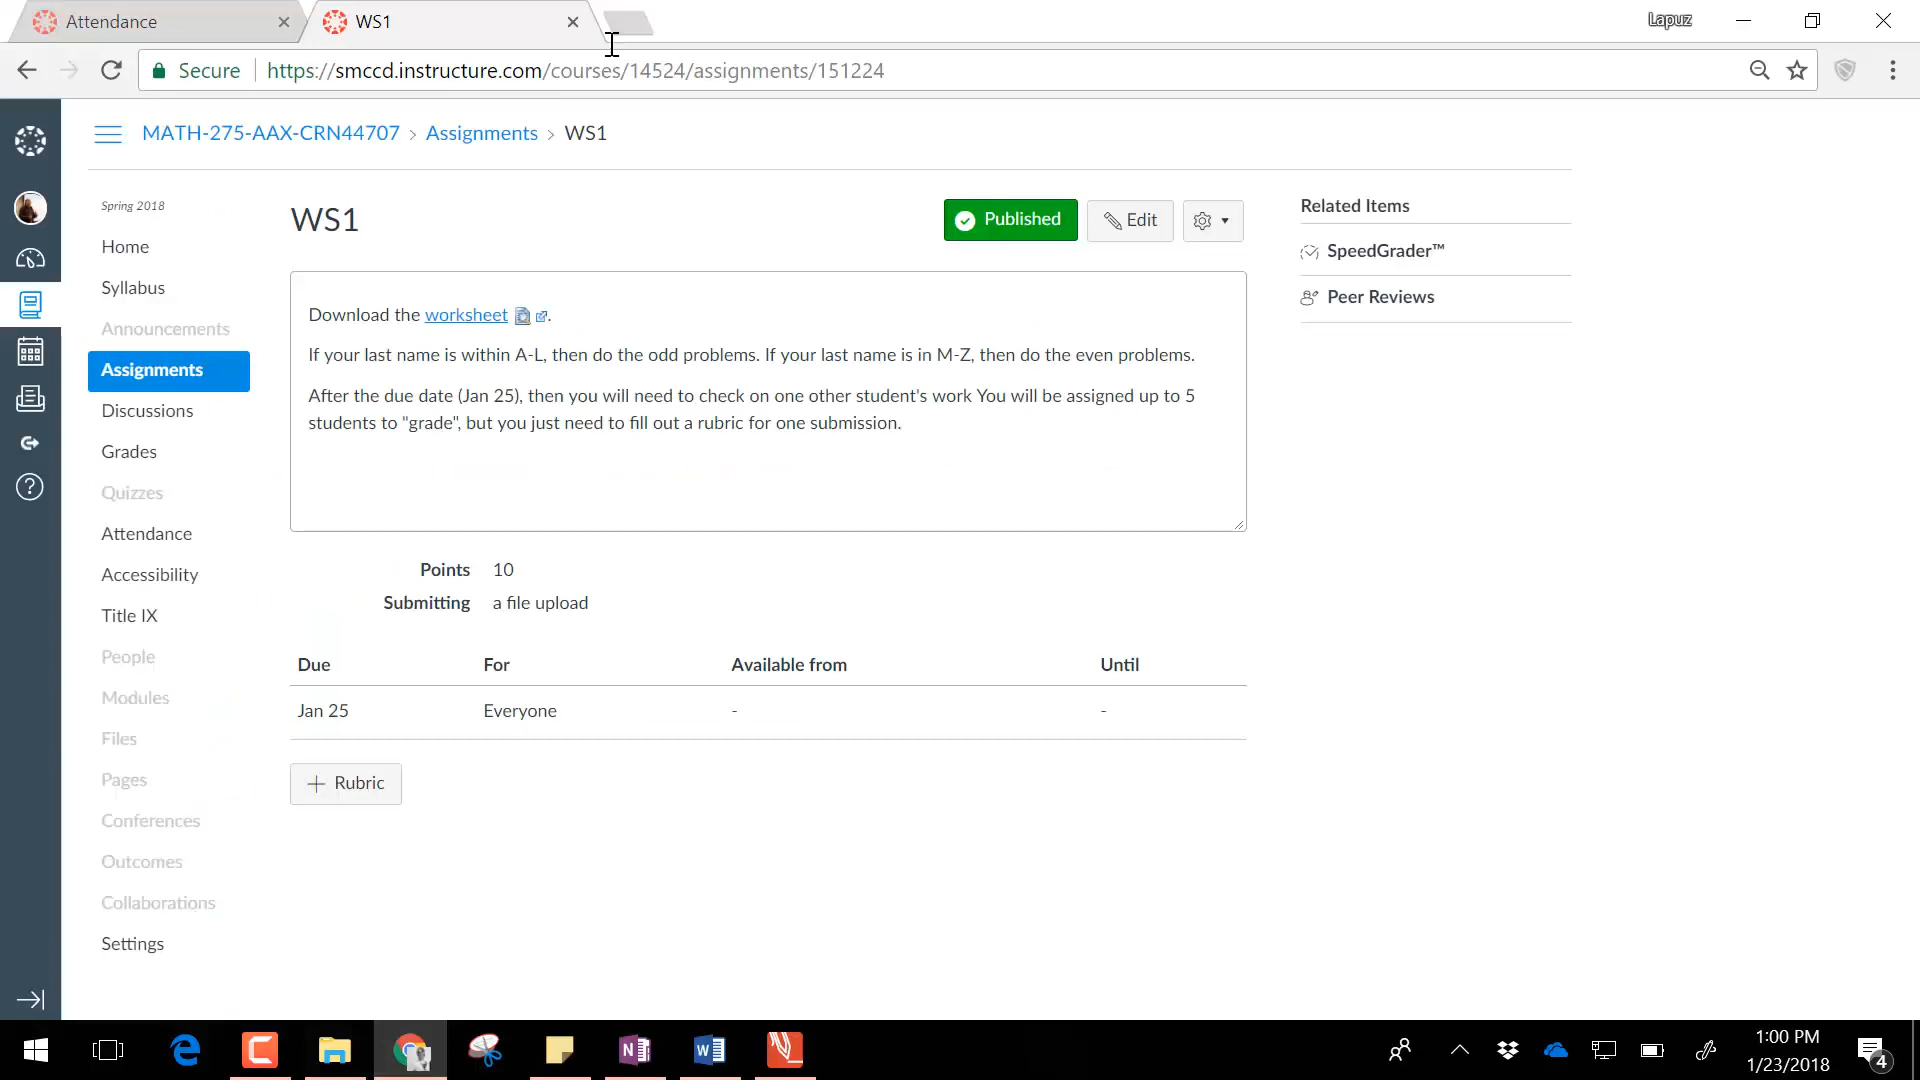 Attendance
WS1
Lapuz
Secure
https://smccd.instructure.com/courses/14524/assignments/151224
MATH-275-AAX-CRN44707 > Assignments > WS1
Spring 2018
Home
Syllabus
Announcements
Assignments
Discussions
Grades
Quizzes
Attendance
Accessibility
Title IX
People
Modules
Files
Pages
Conferences
Outcomes
Collaborations
Settings
WS1
Published
Edit
Download the worksheet.
If your last name is within A-L, then do the odd problems. If your last name is in M-Z, then do the even problems.
After the due date (Jan 25), then you will need to check on one other student's work You will be assigned up to 5
students to "grade", but you just need to fill out a rubric for one submission.
Points 10
Submitting a file upload
Due For Available from Until
Jan 25 Everyone - -
+ Rubric
Related Items
SpeedGrader™
Peer Reviews
1:00 PM
1/23/2018
4